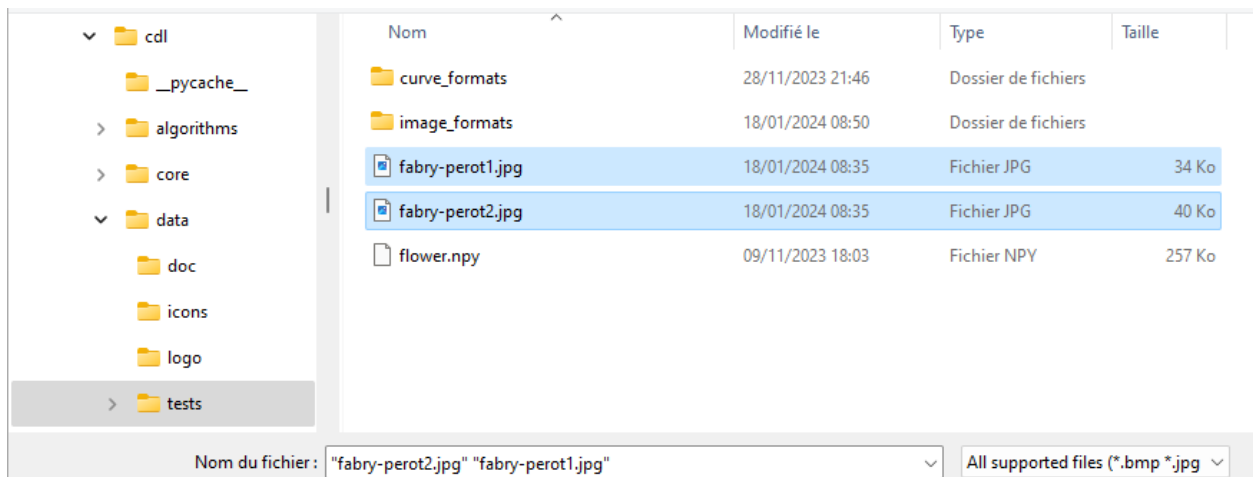 cdl
__pycache__
algorithms
core
data
doc
icons
logo
tests
Nom Modifié le Type Taille
curve_formats 28/11/2023 21:46 Dossier de fichiers
image_formats 18/01/2024 08:50 Dossier de fichiers
fabry-perot1.jpg 18/01/2024 08:35 Fichier JPG 34 Ko
fabry-perot2.jpg 18/01/2024 08:35 Fichier JPG 40 Ko
flower.npy 09/11/2023 18:03 Fichier NPY 257 Ko
Nom du fichier : "fabry-perot2.jpg" "fabry-perot1.jpg" All supported files (*.bmp *.jpg